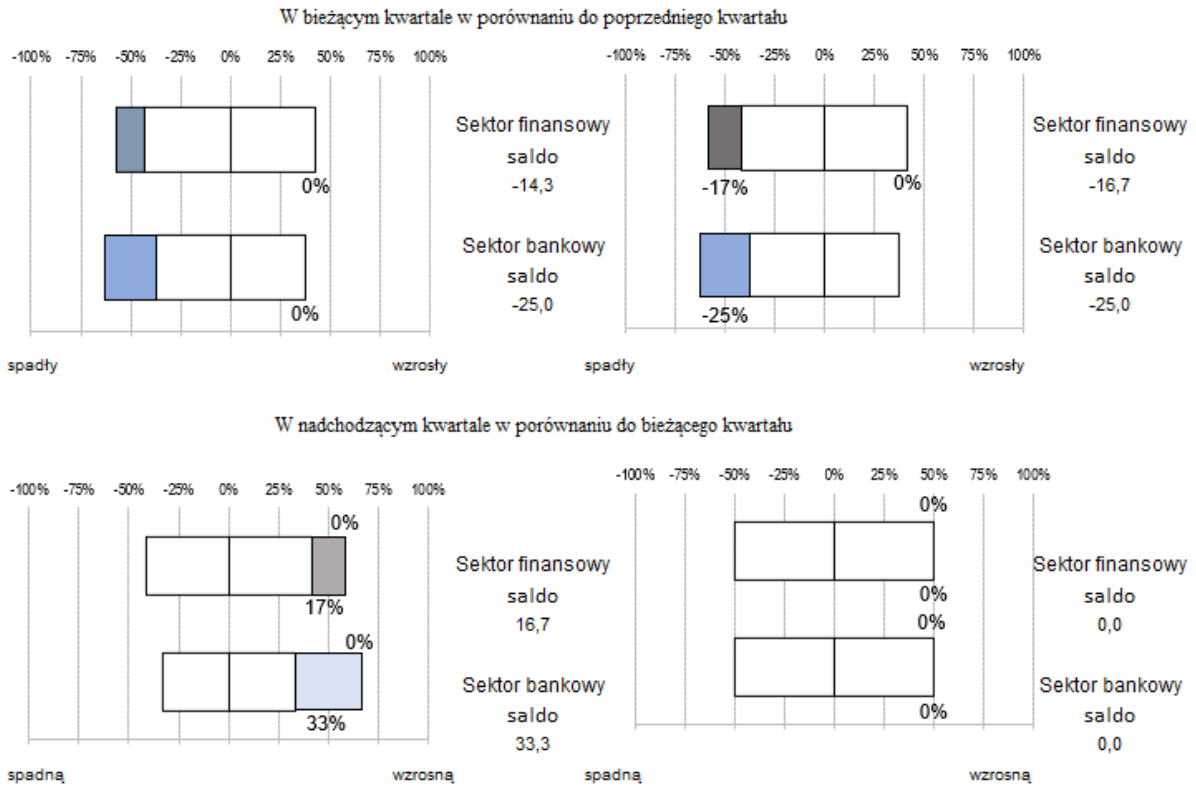 W bieżącym kwartale w porównaniu do poprzedniego kwartału
-100% -75% -50% -25% 0% 25% 50% 75% 100%
Sektor finansowy
saldo
-14,3
0%
Sektor bankowy
saldo
-25,0
0%
spadły wzrosły
-100% -75% -50% -25% 0% 25% 50% 75% 100%
Sektor finansowy
saldo
-16,7
-17% 0%
Sektor bankowy
saldo
-25,0
-25%
spadły wzrosły
W nadchodzącym kwartale w porównaniu do bieżącego kwartału
-100% -75% -50% -25% 0% 25% 50% 75% 100%
0%
Sektor finansowy
saldo
16,7
17%
0%
Sektor bankowy
saldo
33,3
33%
spadną wzrosną
-100% -75% -50% -25% 0% 25% 50% 75% 100%
0%
Sektor finansowy
saldo
0,0
0%
0%
Sektor bankowy
saldo
0,0
0%
spadną wzrosną